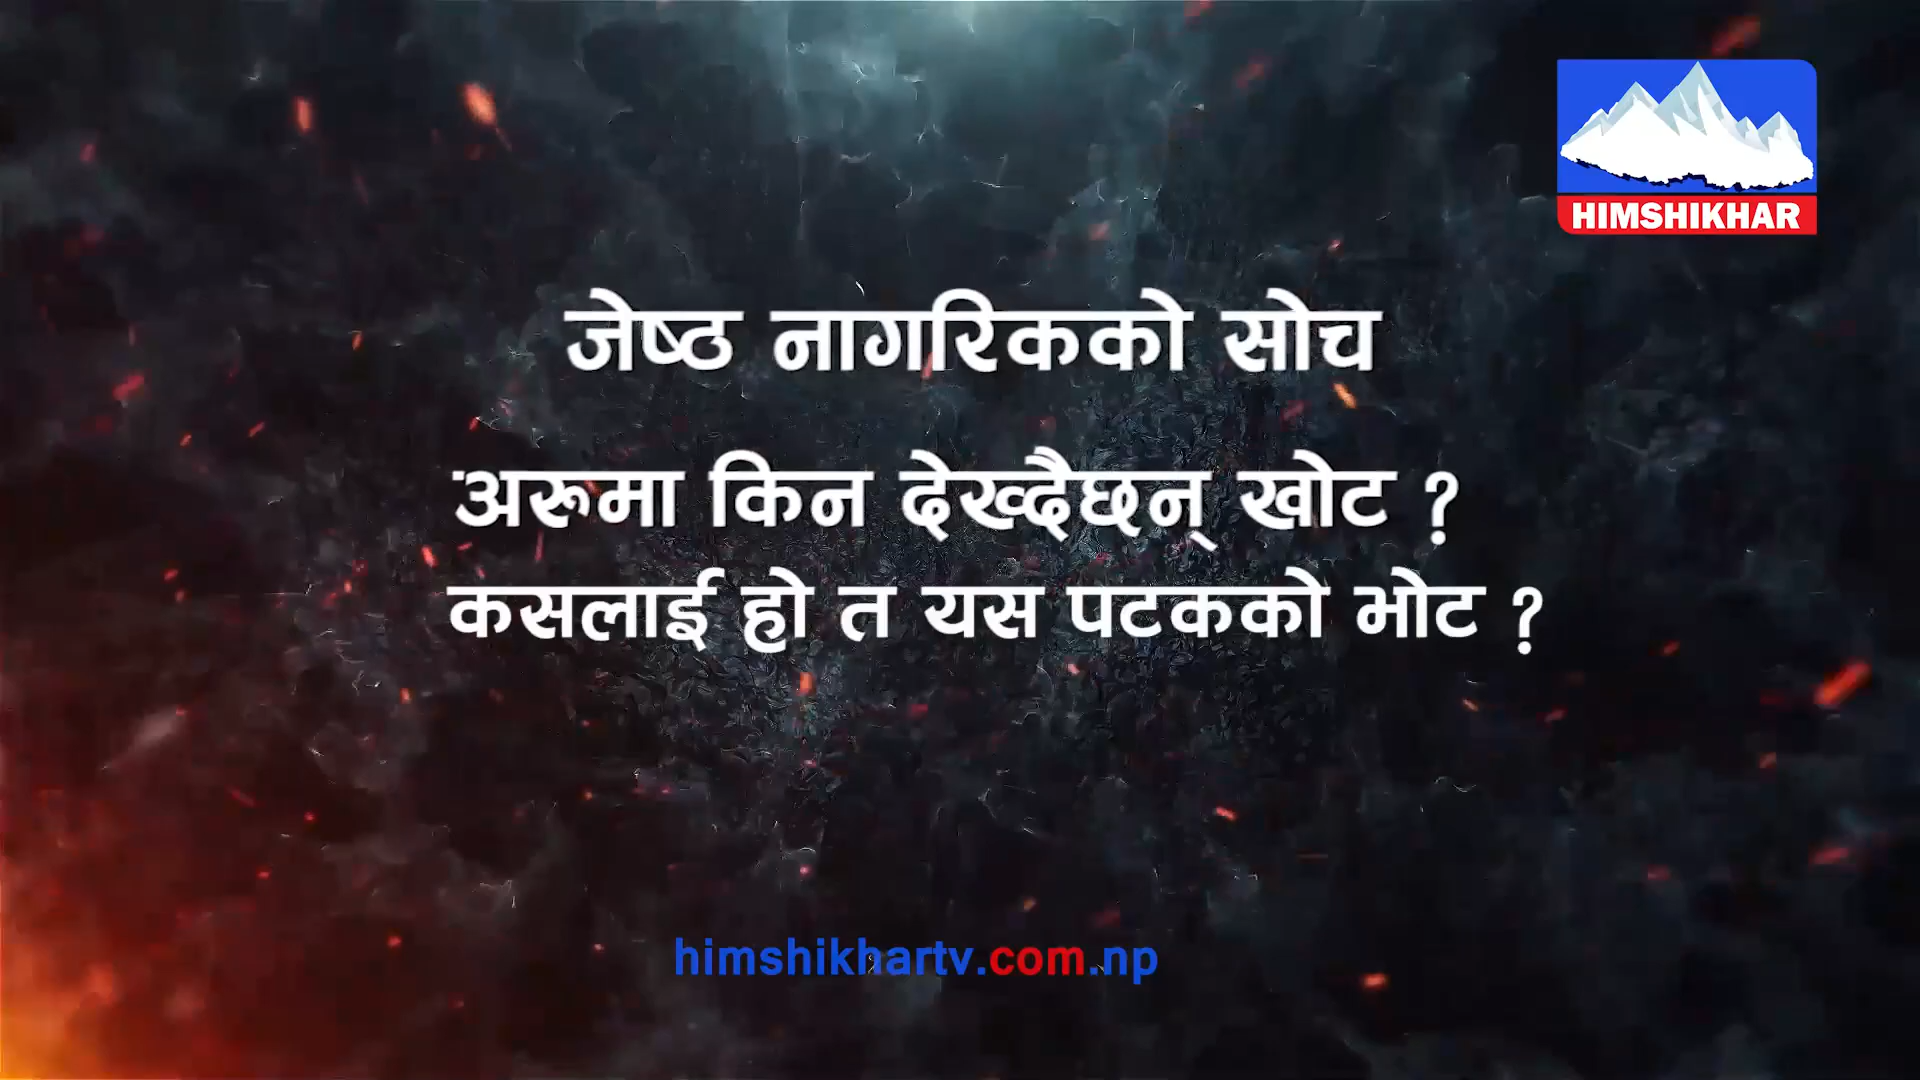 HIMSHIKHAR
जेष्ठ नागरिकको सोच
अरूमा किन देख्दैछन् खोट ?
कसलाई हो त यस पटकको भोट ?
himshikhartv.com.np